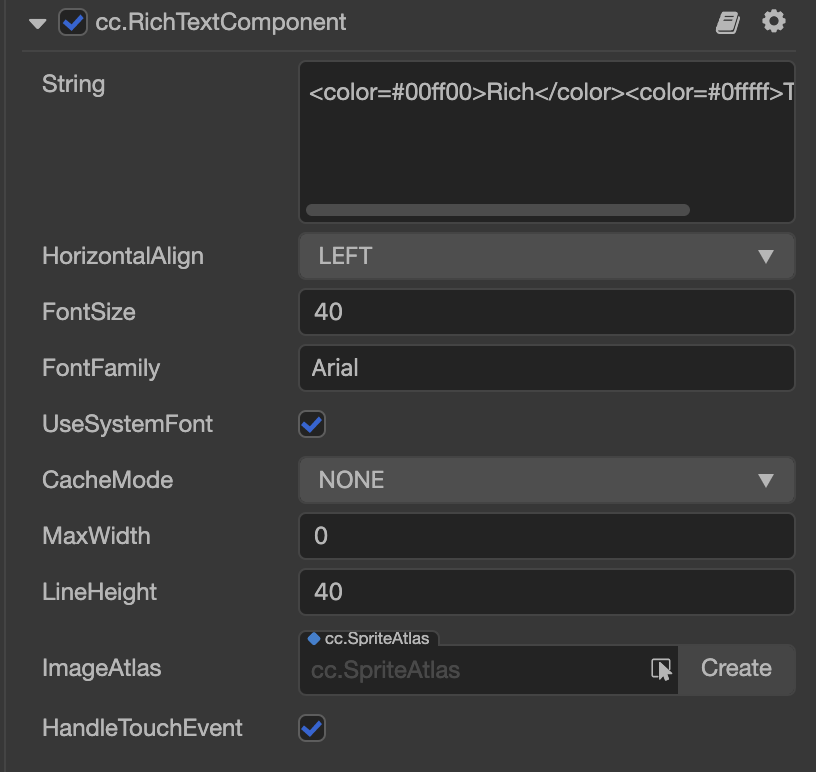 cc.RichTextComponent
String
<color=#00ff00>Rich</color><color=#0fffff>T
HorizontalAlign LEFT
FontSize 40
FontFamily Arial
UseSystemFont
CacheMode NONE
MaxWidth 0
LineHeight 40
cc.SpriteAtlas
ImageAtlas cc.SpriteAtlas Create
HandleTouchEvent